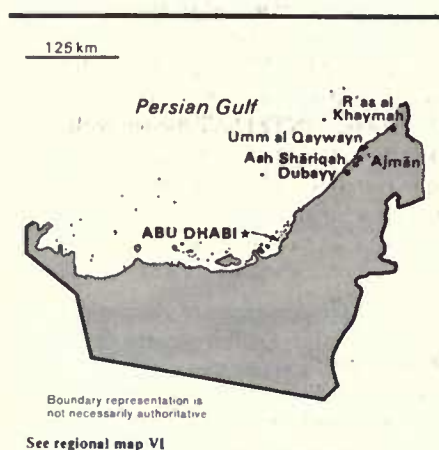 125 km
Persian Gulf
R'as al
Khaymah
Umm al Qaywayn
Ash Shāriqah
'Ajmān
Dubayy
ABU DHABI
Boundary representation is
not necessarily authoritative
See regional map VI